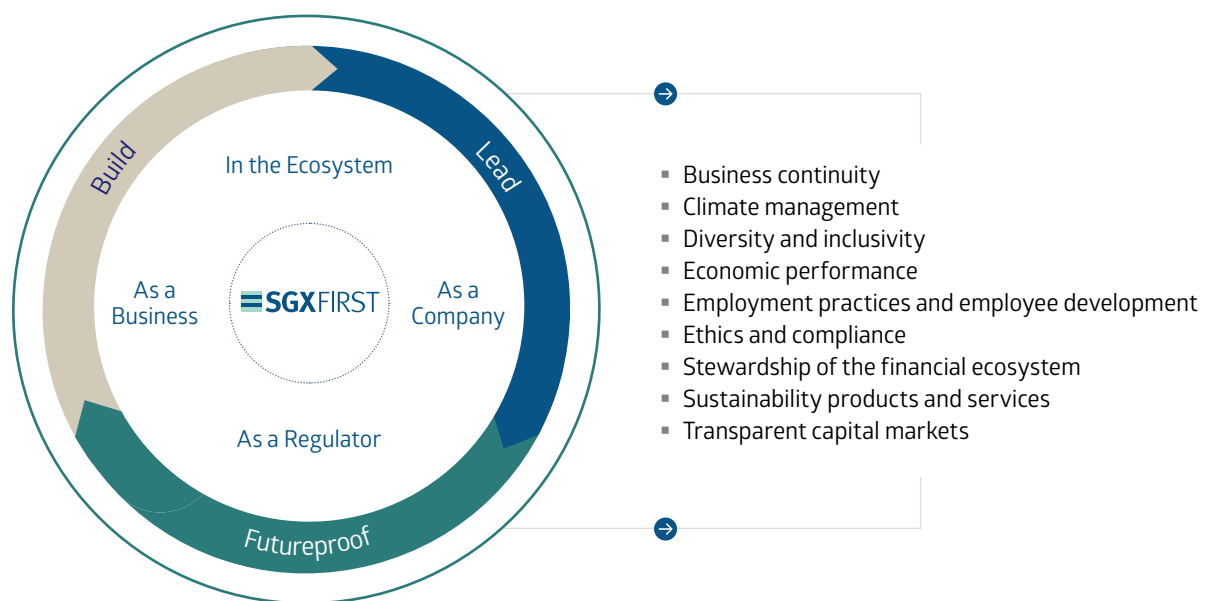 Build
Lead
In the Ecosystem
As a
Business
SGXFIRST
As a
Company
As a Regulator
Futureproof
Business continuity
Climate management
Diversity and inclusivity
Economic performance
Employment practices and employee development
Ethics and compliance
Stewardship of the financial ecosystem
Sustainability products and services
Transparent capital markets